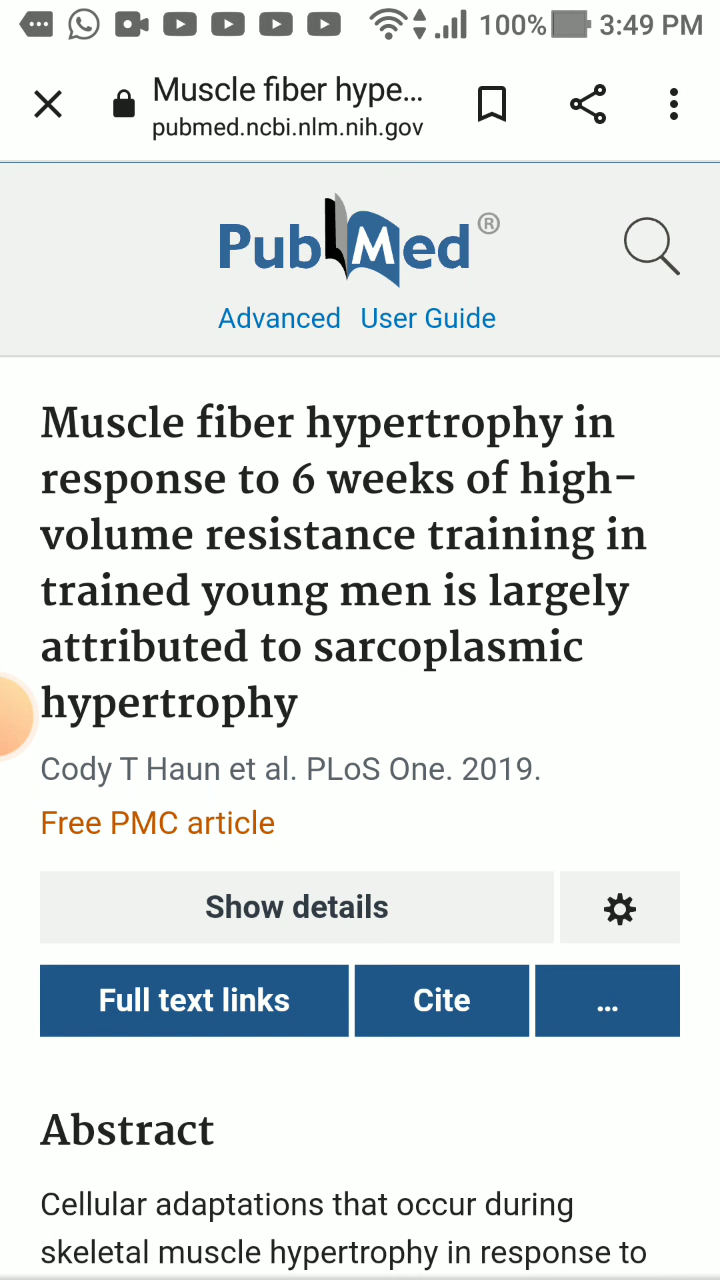 100% 3:49 PM
Muscle fiber hype...
pubmed.ncbi.nlm.nih.gov
PubMed®
Advanced User Guide
Muscle fiber hypertrophy in
response to 6 weeks of high-
volume resistance training in
trained young men is largely
attributed to sarcoplasmic
hypertrophy
Cody T Haun et al. PLoS One. 2019.
Free PMC article
Show details
Full text links Cite ...
Abstract
Cellular adaptations that occur during
skeletal muscle hypertrophy in response to